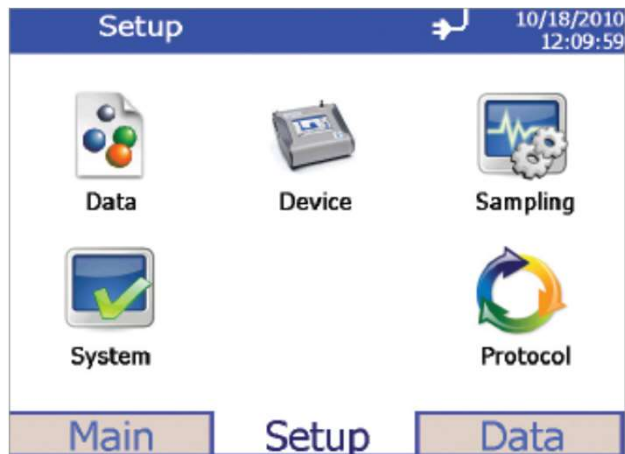 Setup
10/18/2010
12:09:59
Data
Device
Sampling
System
Protocol
Main
Setup
Data